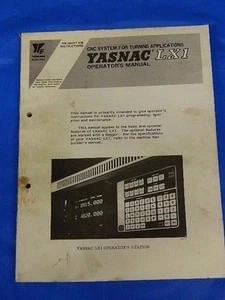 INSTRUCTIONS
CNC SYSTEM FOR TURNING APPLICATIONS
YASNAC LX1
OPERATOR'S MANUAL
This manual is primarily intended to give operator's
instructions for YASNAC LX1 programming, oper-
ation and maintenance.
This manual applies to the basic and optional
features of YASNAC LX1. The optional features
are marked with a dagger. For the specifications
of your YASNAC LX1, refer to the machine tool
builder's manual.
YASNAC LX1 OPERATOR'S STATION